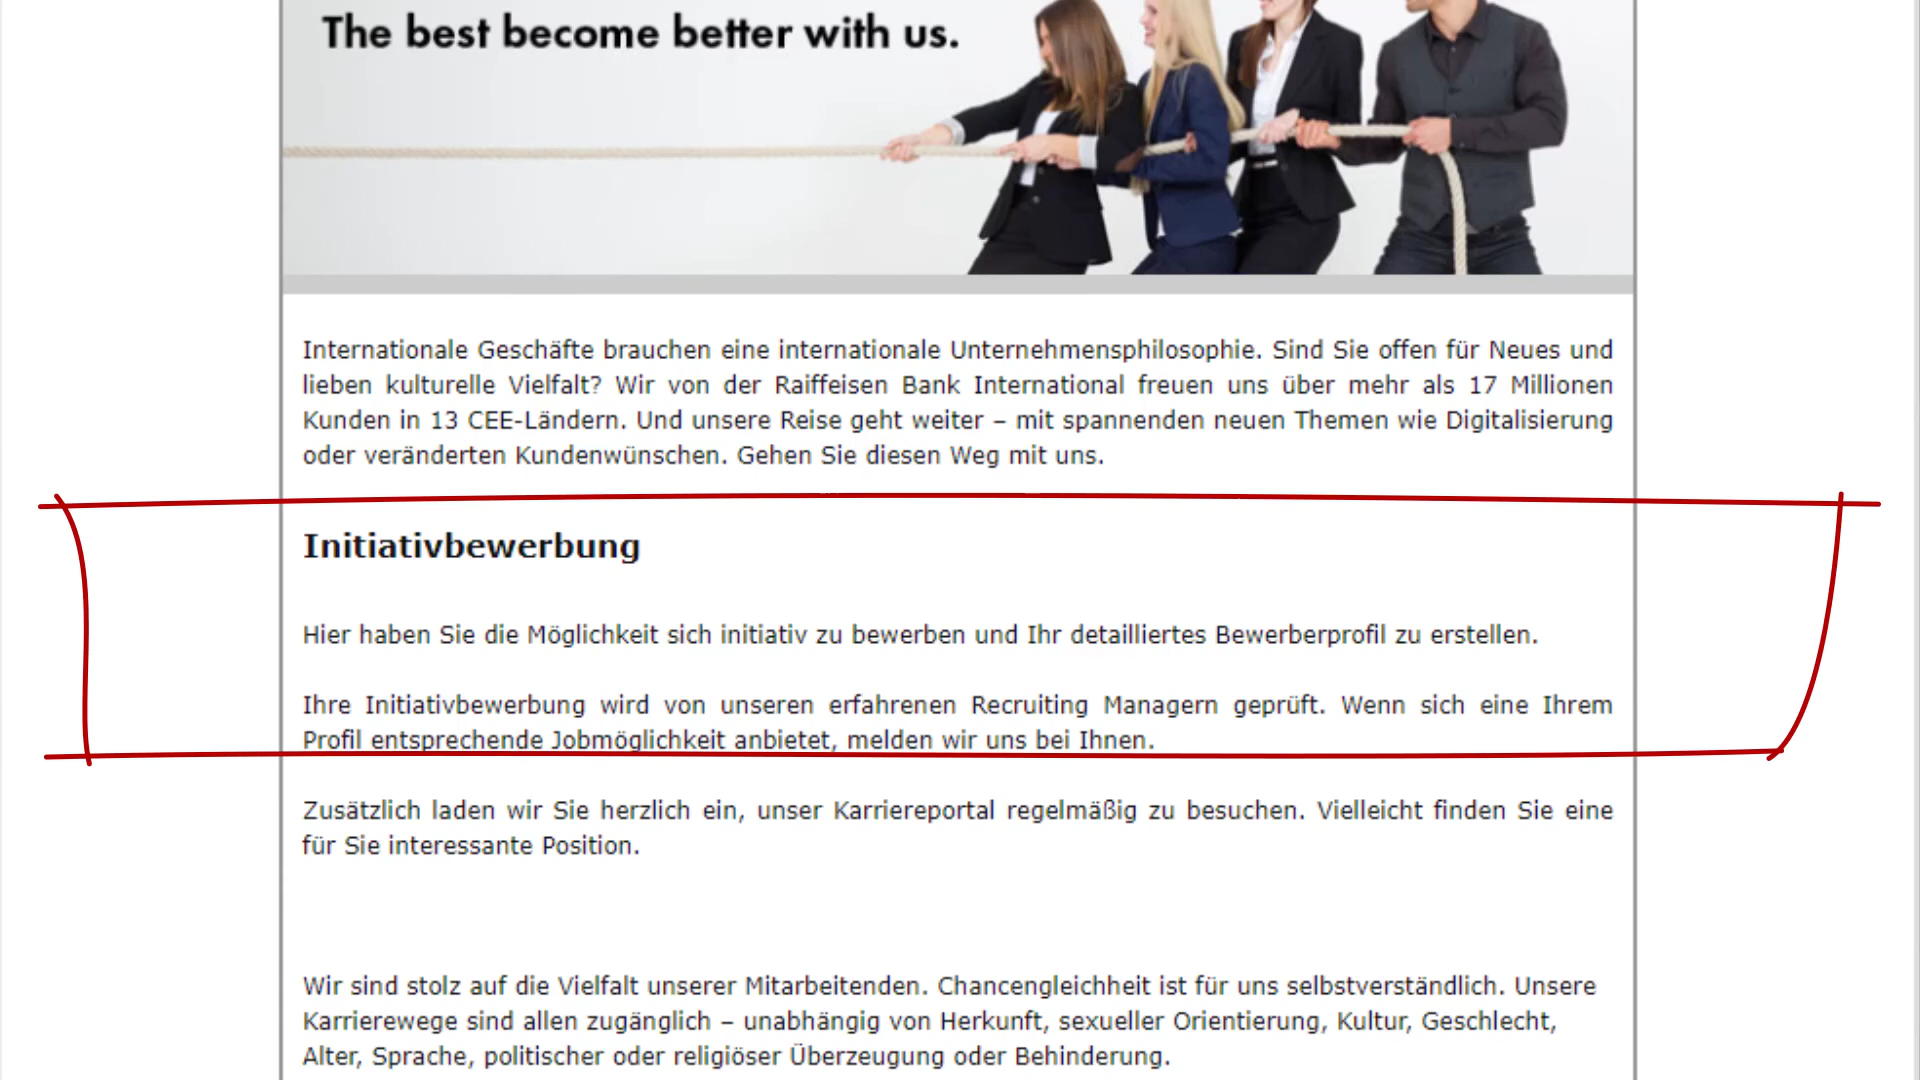 The best become better with us.
Internationale Geschäfte brauchen eine internationale Unternehmensphilosophie. Sind Sie offen für Neues und
lieben kulturelle Vielfalt? Wir von der Raiffeisen Bank International freuen uns über mehr als 17 Millionen
Kunden in 13 CEE-Ländern. Und unsere Reise geht weiter – mit spannenden neuen Themen wie Digitalisierung
oder veränderten Kundenwünschen. Gehen Sie diesen Weg mit uns.
Initiativbewerbung
Hier haben Sie die Möglichkeit sich initiativ zu bewerben und Ihr detailliertes Bewerberprofil zu erstellen.
Ihre Initiativbewerbung wird von unseren erfahrenen Recruiting Managern geprüft. Wenn sich eine Ihrem
Profil entsprechende Jobmöglichkeit anbietet, melden wir uns bei Ihnen.
Zusätzlich laden wir Sie herzlich ein, unser Karriereportal regelmäßig zu besuchen. Vielleicht finden Sie eine
für Sie interessante Position.
Wir sind stolz auf die Vielfalt unserer Mitarbeitenden. Chancengleichheit ist für uns selbstverständlich. Unsere
Karrierewege sind allen zugänglich – unabhängig von Herkunft, sexueller Orientierung, Kultur, Geschlecht,
Alter, Sprache, politischer oder religiöser Überzeugung oder Behinderung.